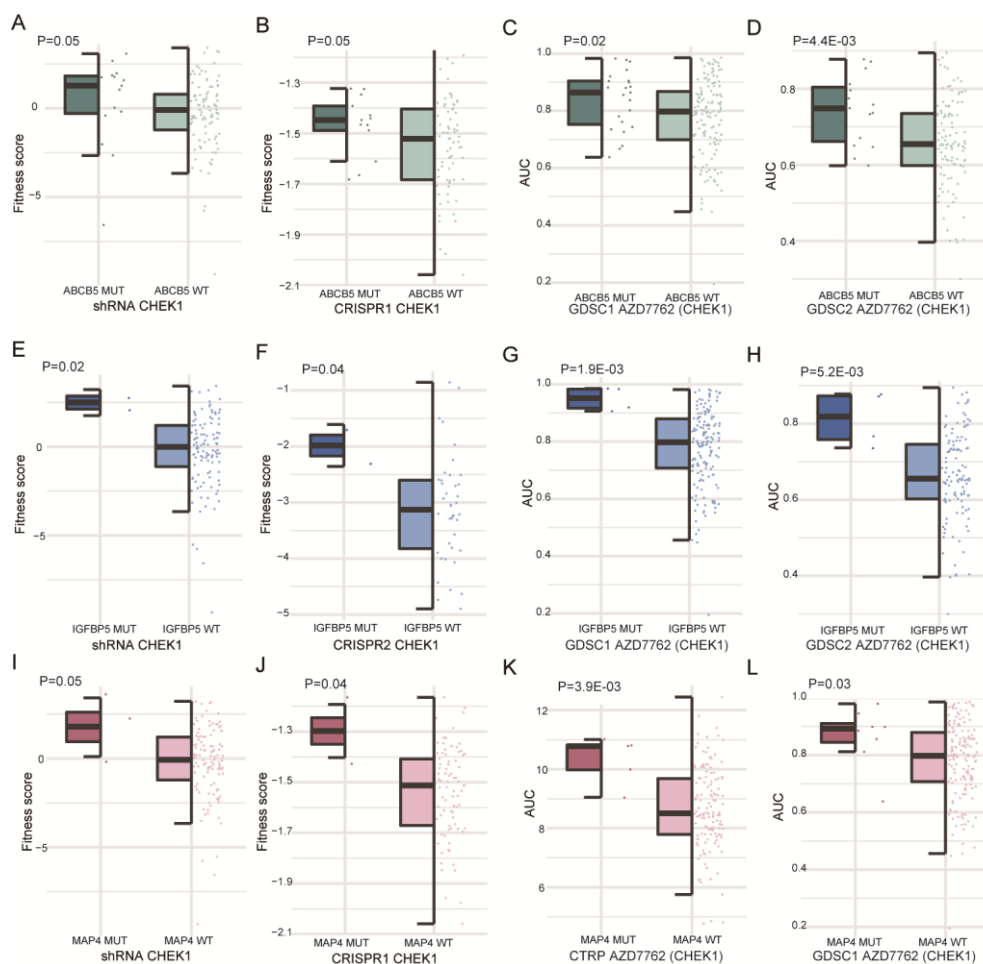 A
P=0.05
Fitness score
0
−5
ABCB5 MUT ABCB5 WT
shRNA CHEK1
B
P=0.05
Fitness score
−1.3
−1.5
−1.7
−1.9
−2.1
ABCB5 MUT ABCB5 WT
CRISPR1 CHEK1
C
P=0.02
AUC
1.0
0.8
0.6
0.4
0.2
ABCB5 MUT ABCB5 WT
GDSC1 AZD7762 (CHEK1)
D
P=4.4E-03
AUC
0.8
0.6
0.4
ABCB5 MUT ABCB5 WT
GDSC2 AZD7762 (CHEK1)
E
P=0.02
Fitness score
0
−5
IGFBP5 MUT IGFBP5 WT
shRNA CHEK1
F
P=0.04
Fitness score
−1
−2
−3
−4
−5
IGFBP5 MUT IGFBP5 WT
CRISPR2 CHEK1
G
P=1.9E-03
AUC
1.0
0.8
0.6
0.4
0.2
IGFBP5 MUT IGFBP5 WT
GDSC1 AZD7762 (CHEK1)
H
P=5.2E-03
AUC
0.8
0.6
0.4
IGFBP5 MUT IGFBP5 WT
GDSC2 AZD7762 (CHEK1)
I
P=0.05
Fitness score
0
−5
MAP4 MUT MAP4 WT
shRNA CHEK1
J
P=0.04
Fitness score
−1.3
−1.5
−1.7
−1.9
−2.1
MAP4 MUT MAP4 WT
CRISPR1 CHEK1
K
P=3.9E-03
AUC
12
10
8
6
MAP4 MUT MAP4 WT
CTRP AZD7762 (CHEK1)
L
P=0.03
AUC
1.0
0.8
0.6
0.4
0.2
MAP4 MUT MAP4 WT
GDSC1 AZD7762 (CHEK1)